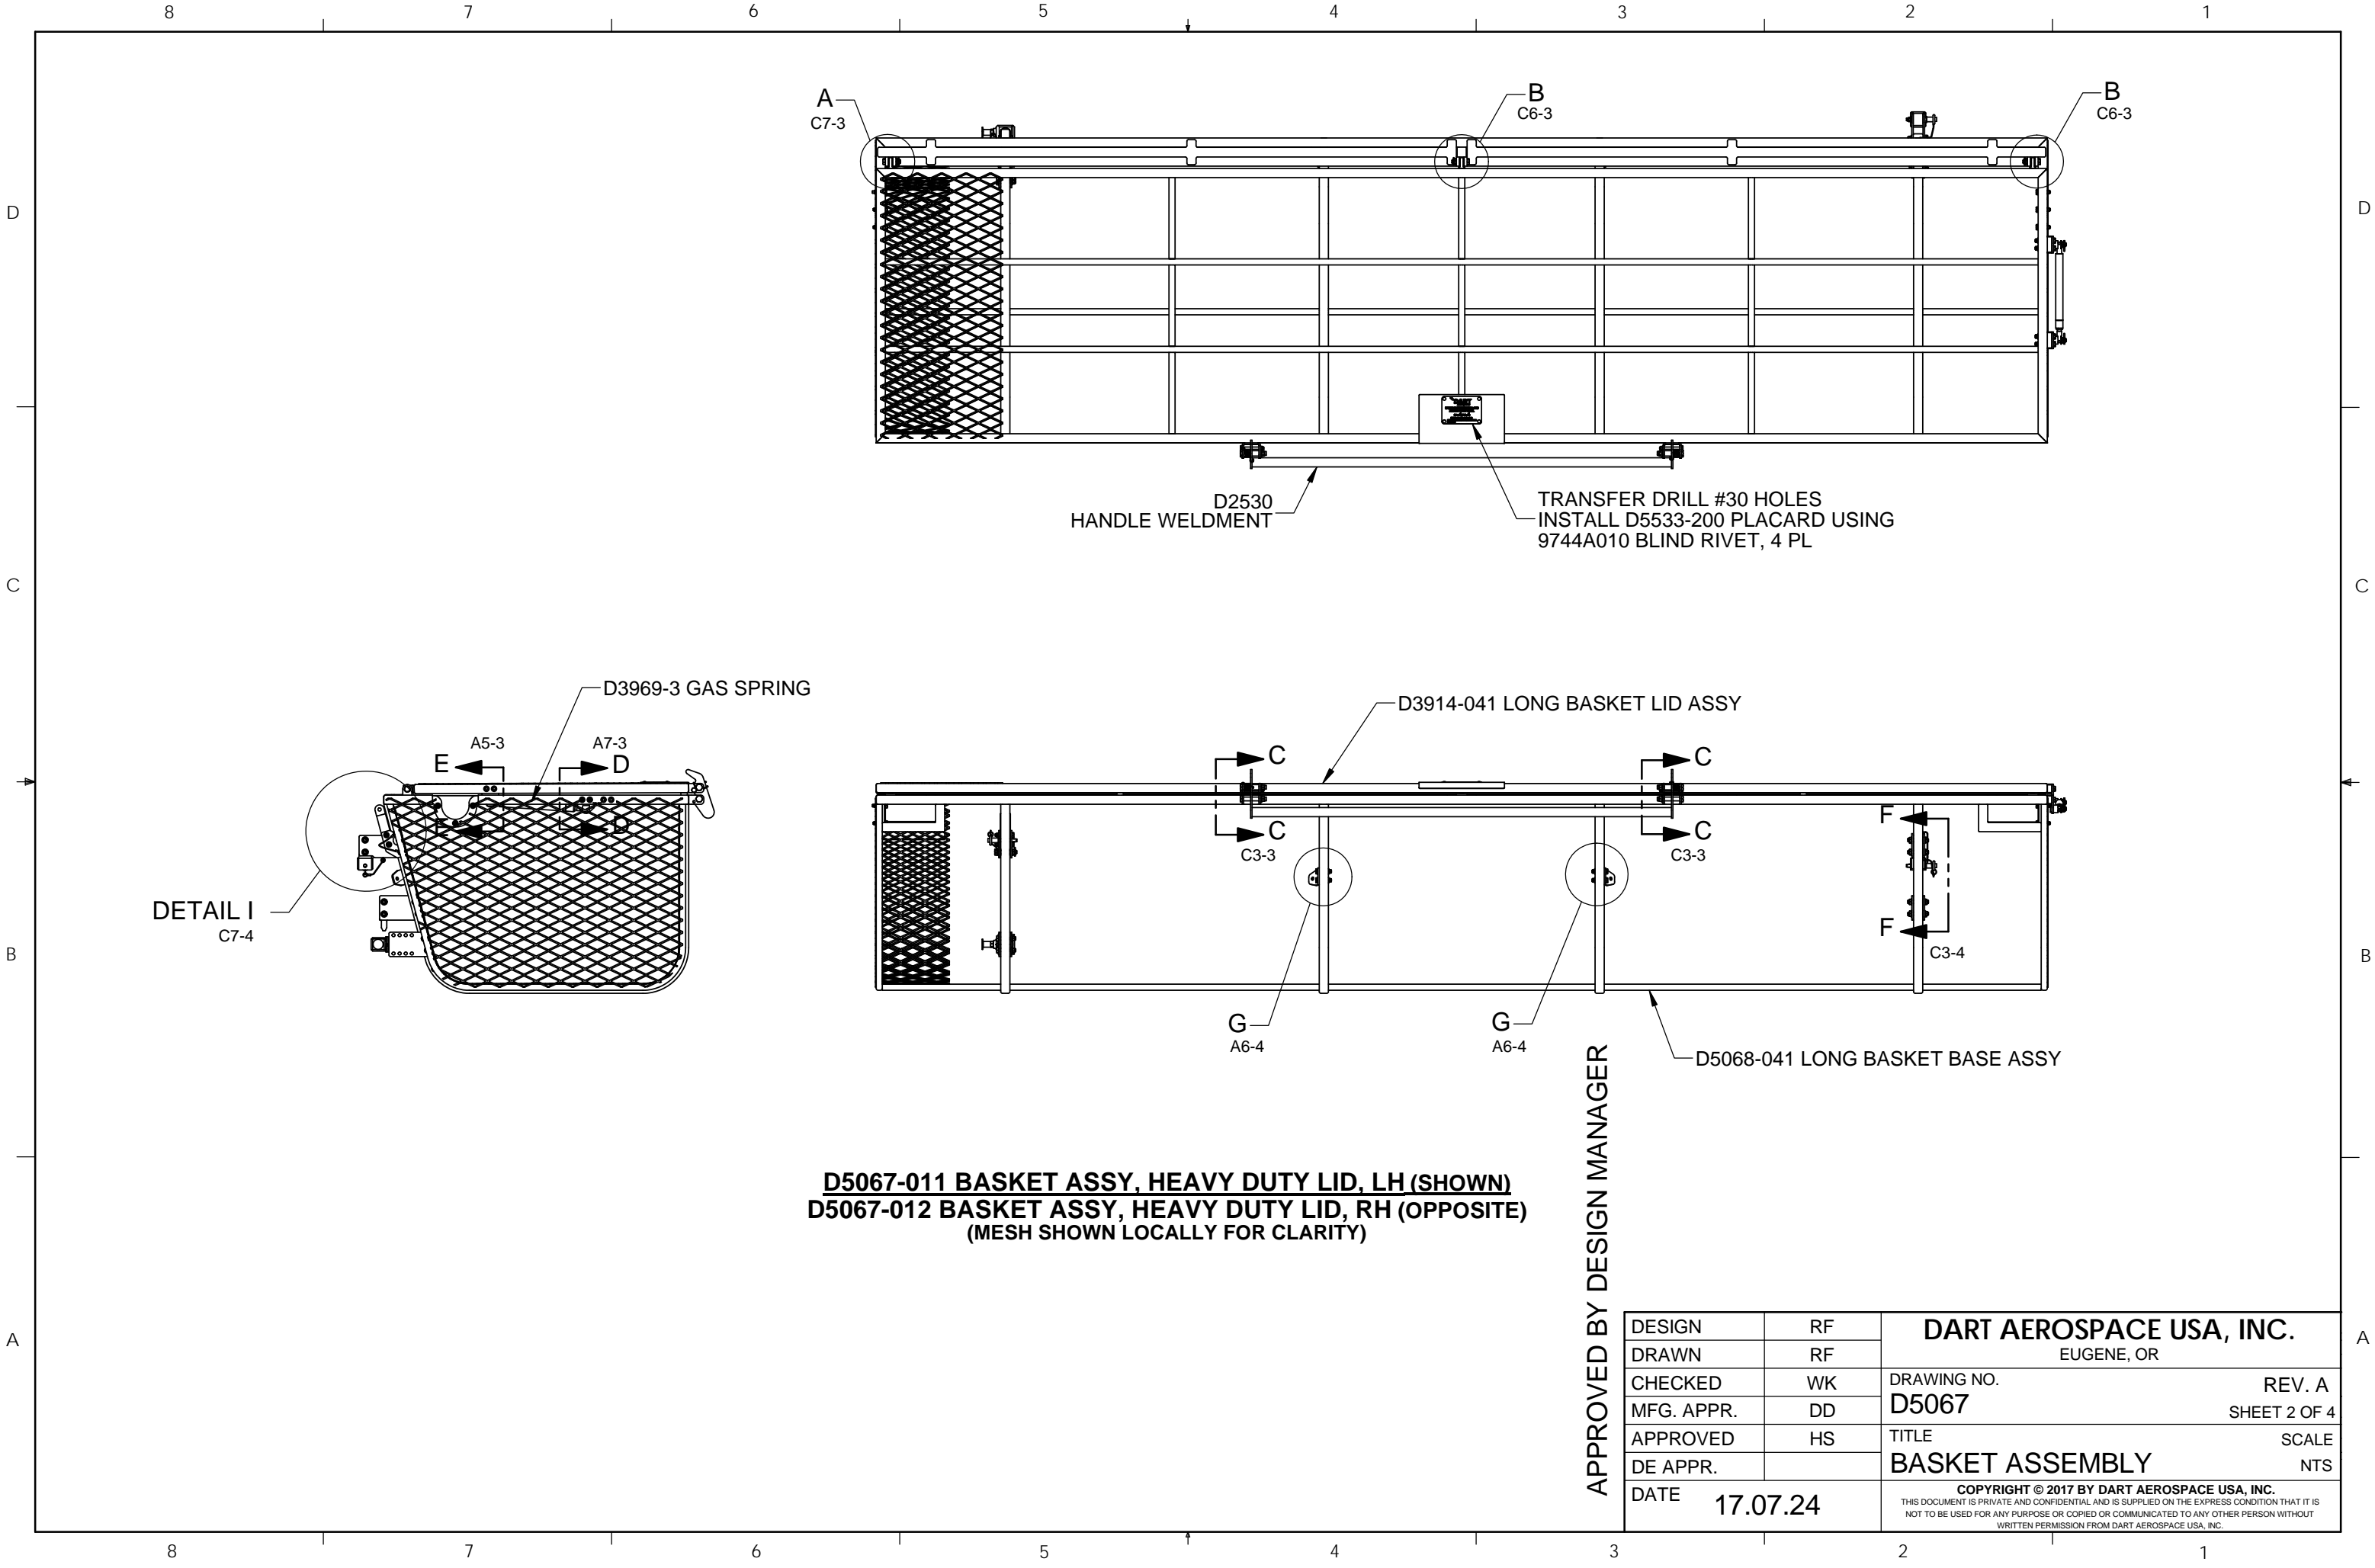 8 7 6 5 4 3 2 1
A
C7-3
B
C6-3
B
C6-3
D
D
D2530
HANDLE WELDMENT
TRANSFER DRILL #30 HOLES
INSTALL D5533-200 PLACARD USING
9744A010 BLIND RIVET, 4 PL
DART
C
C
D3969-3 GAS SPRING
A5-3
A7-3
E
D
E
D
DETAIL I
C7-4
D3914-041 LONG BASKET LID ASSY
C
C
C
C
C3-3
C3-3
F
F
C3-4
G
A6-4
G
A6-4
D5068-041 LONG BASKET BASE ASSY
B
B
D5067-011 BASKET ASSY, HEAVY DUTY LID, LH (SHOWN)
D5067-012 BASKET ASSY, HEAVY DUTY LID, RH (OPPOSITE)
(MESH SHOWN LOCALLY FOR CLARITY)
APPROVED BY DESIGN MANAGER
A
A
DESIGN RF
DRAWN RF
CHECKED WK
MFG. APPR. DD
APPROVED HS
DE APPR.
DATE 17.07.24
DART AEROSPACE USA, INC.
EUGENE, OR
DRAWING NO. REV. A
D5067 SHEET 2 OF 4
TITLE SCALE
BASKET ASSEMBLY NTS
COPYRIGHT © 2017 BY DART AEROSPACE USA, INC.
THIS DOCUMENT IS PRIVATE AND CONFIDENTIAL AND IS SUPPLIED ON THE EXPRESS CONDITION THAT IT IS
NOT TO BE USED FOR ANY PURPOSE OR COPIED OR COMMUNICATED TO ANY OTHER PERSON WITHOUT
WRITTEN PERMISSION FROM DART AEROSPACE USA, INC.
8 7 6 5 4 3 2 1